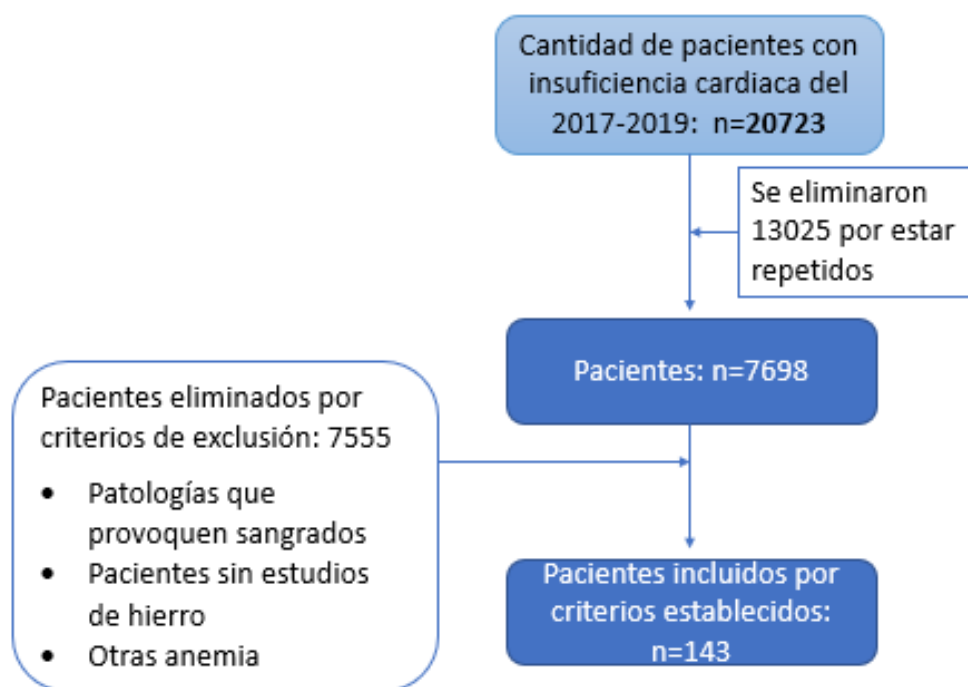 Cantidad de pacientes con
insuficiencia cardiaca del
2017-2019:  n=20723
Se eliminaron
13025 por estar
repetidos
Pacientes: n=7698
Pacientes eliminados por
criterios de exclusión: 7555
• Patologías que
provoquen sangrados
• Pacientes sin estudios
de hierro
• Otras anemia
Pacientes incluidos por
criterios establecidos:
n=143